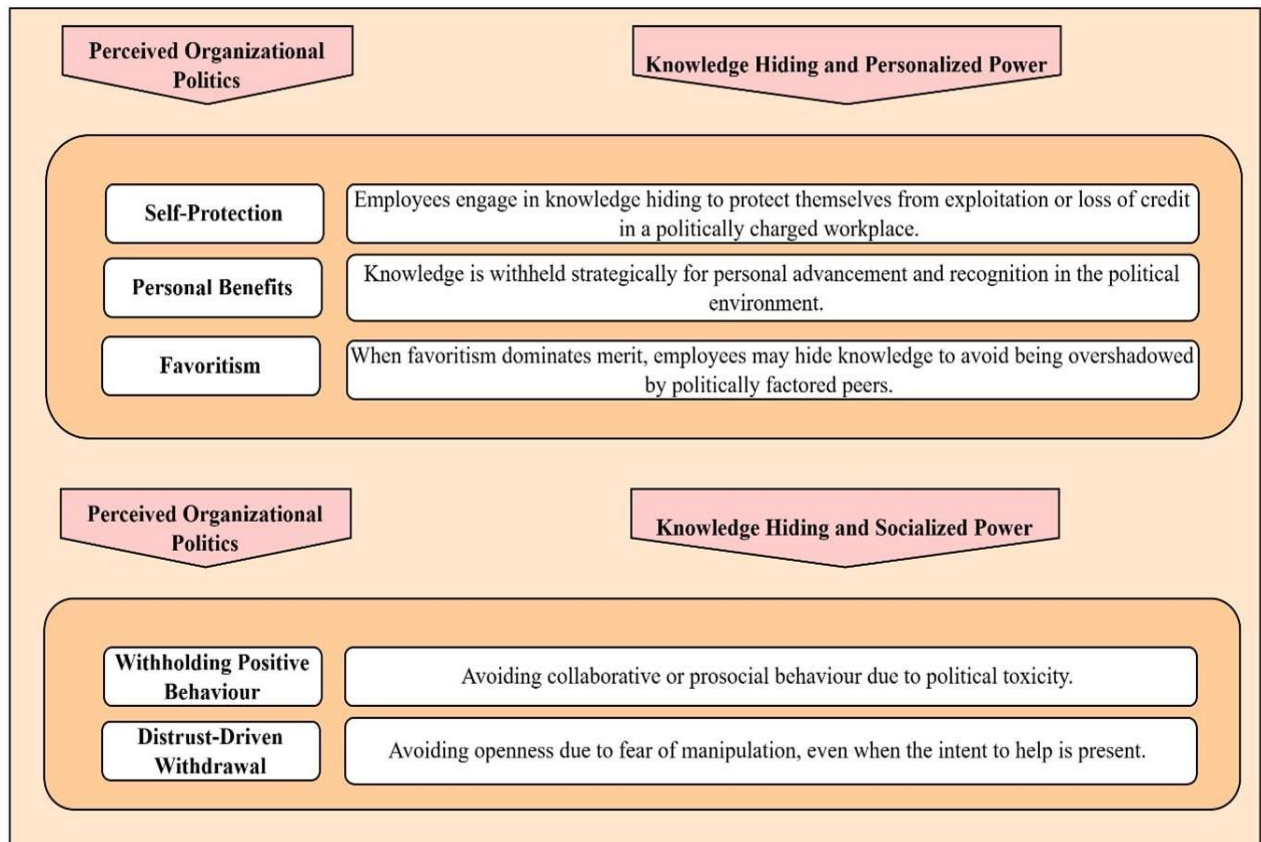 Perceived Organizational
Politics
Knowledge Hiding and Personalized Power
Self-Protection
Employees engage in knowledge hiding to protect themselves from exploitation or loss of credit
in a politically charged workplace.
Personal Benefits
Knowledge is withheld strategically for personal advancement and recognition in the political
environment.
Favoritism
When favoritism dominates merit, employees may hide knowledge to avoid being overshadowed
by politically factored peers.
Perceived Organizational
Politics
Knowledge Hiding and Socialized Power
Withholding Positive
Behaviour
Avoiding collaborative or prosocial behaviour due to political toxicity.
Distrust-Driven
Withdrawal
Avoiding openness due to fear of manipulation, even when the intent to help is present.